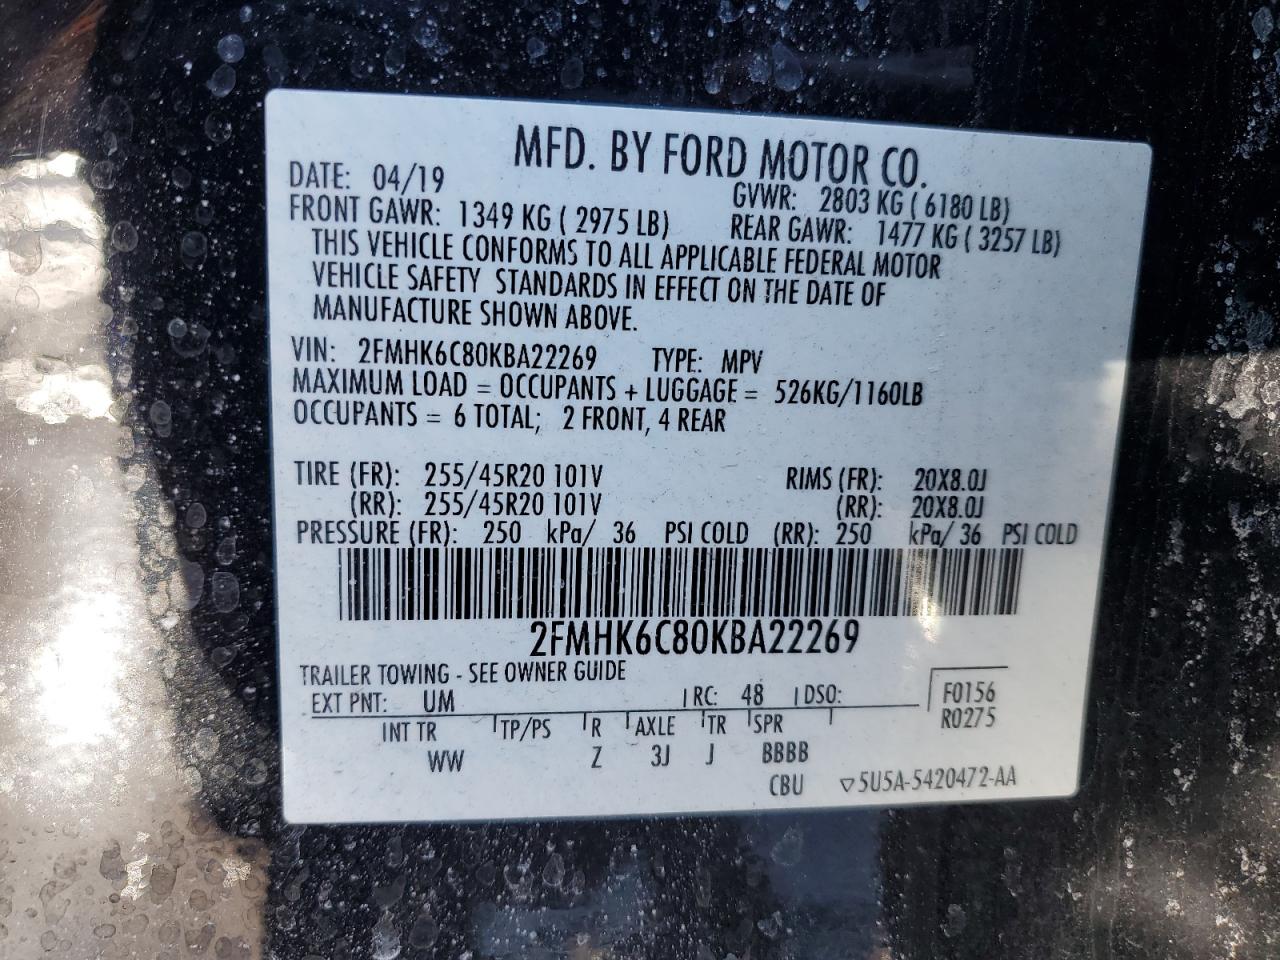 MFD. BY FORD MOTOR CO.
DATE: 04/19 GVWR: 2803 KG ( 6180 LB)
FRONT GAWR: 1349 KG ( 2975 LB) REAR GAWR: 1477 KG ( 3257 LB)
THIS VEHICLE CONFORMS TO ALL APPLICABLE FEDERAL MOTOR
VEHICLE SAFETY STANDARDS IN EFFECT ON THE DATE OF
MANUFACTURE SHOWN ABOVE.
VIN: 2FMHK6C80KBA22269 TYPE: MPV
MAXIMUM LOAD = OCCUPANTS + LUGGAGE = 526KG/1160LB
OCCUPANTS = 6 TOTAL; 2 FRONT, 4 REAR
TIRE (FR): 255/45R20 101V RIMS (FR): 20X8.0J
(RR): 255/45R20 101V (RR): 20X8.0J
PRESSURE (FR): 250 kPa/ 36 PSI COLD (RR): 250 kPa/ 36 PSI COLD
2FMHK6C80KBA22269
TRAILER TOWING - SEE OWNER GUIDE
EXT PNT: UM RC: 48 DSO: F0156
R0275
INT TR TP/PS R AXLE TR SPR
WW Z 3J J BBBB
CBU ▽5U5A-5420472-AA